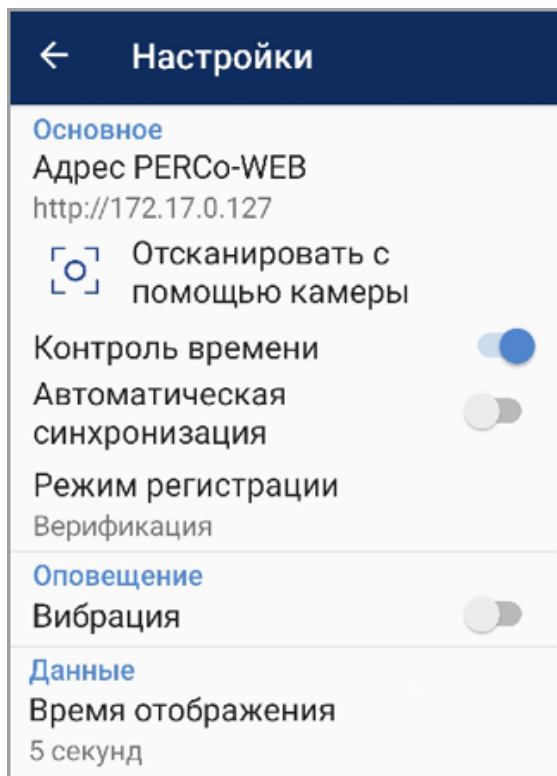 Настройки
Основное
Адрес PERCo-WEB
http://172.17.0.127
Отсканировать с
помощью камеры
Контроль времени
Автоматическая
синхронизация
Режим регистрации
Верификация
Оповещение
Вибрация
Данные
Время отображения
5 секунд